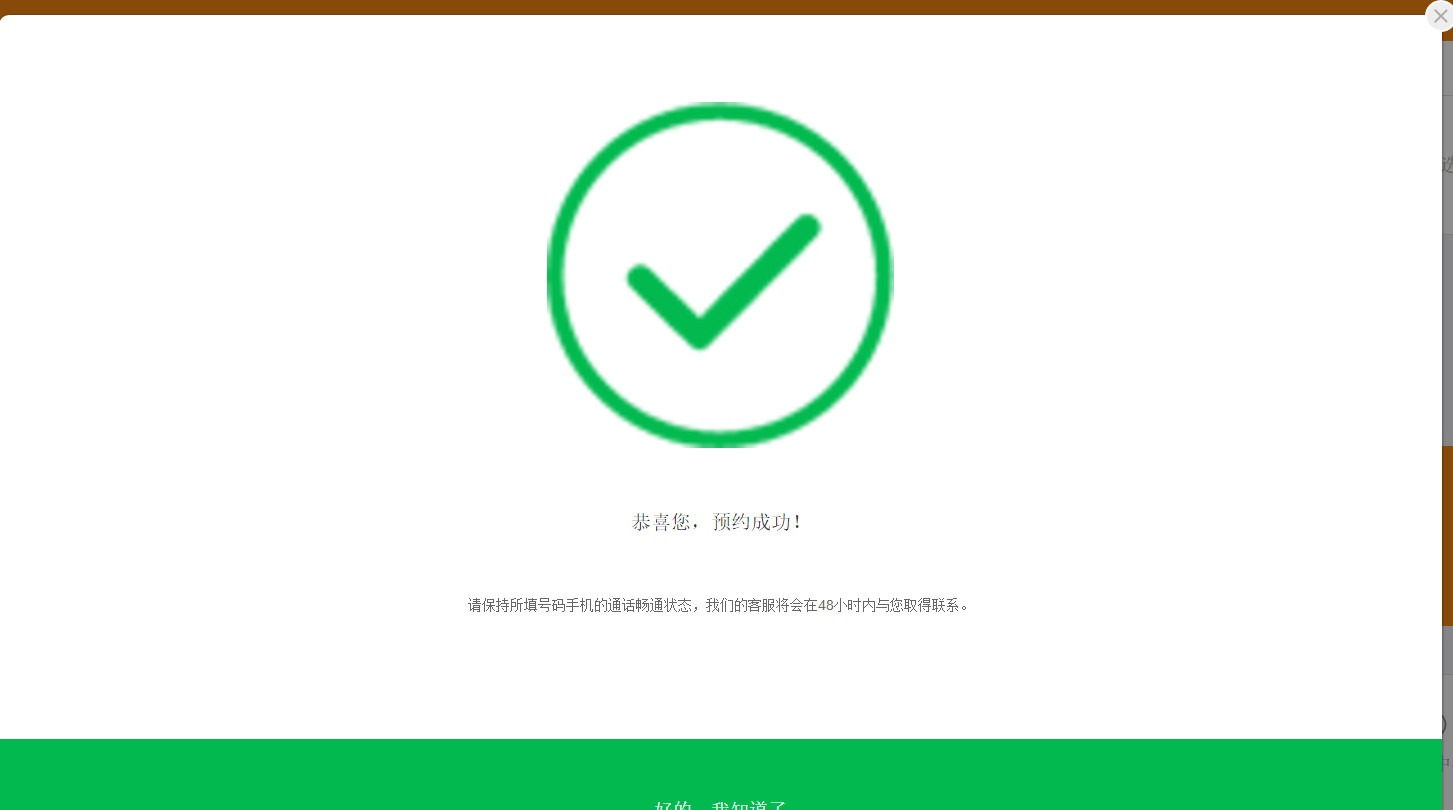 恭喜您，预约成功！
请保持所填号码手机的通话畅通状态，我们的客服将会在48小时内与您取得联系。
好的，我知道了